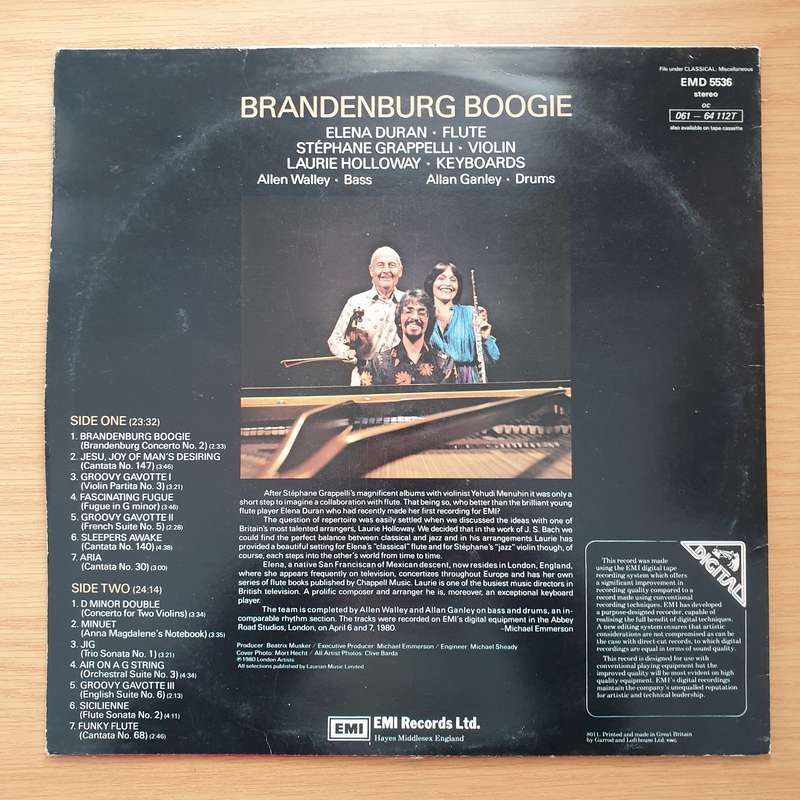 File under CLASSICAL: Miscellaneous
EMD 5536
stereo
OC
061 – 64 112 T
also available on tape cassette
BRANDENBURG BOOGIE
ELENA DURAN · FLUTE
STÉPHANE GRAPPELLI · VIOLIN
LAURIE HOLLOWAY · KEYBOARDS
Allen Walley · Bass Allan Ganley · Drums
SIDE ONE (23:32)
1. BRANDENBURG BOOGIE
(Brandenburg Concerto No. 2) (2:33)
2. JESU, JOY OF MAN'S DESIRING
(Cantata No. 147) (3:46)
3. GROOVY GAVOTTE I
(Violin Partita No. 3) (3:21)
4. FASCINATING FUGUE
(Fugue in G minor) (3:46)
5. GROOVY GAVOTTE II
(French Suite No. 5) (2:28)
6. SLEEPERS AWAKE
(Cantata No. 140) (4:38)
7. ARIA
(Cantata No. 30) (3:00)
SIDE TWO (24:14)
1. D MINOR DOUBLE
(Concerto for Two Violins) (3:34)
2. MINUET
(Anna Magdalene's Notebook) (3:35)
3. JIG
(Trio Sonata No. 1) (3:21)
4. AIR ON A G STRING
(Orchestral Suite No. 3) (4:34)
5. GROOVY GAVOTTE III
(English Suite No. 6) (2:13)
6. SICILIENNE
(Flute Sonata No. 2) (4:11)
7. FUNKY FLUTE
(Cantata No. 68) (2:46)
After Stéphane Grappelli's magnificent albums with violinist Yehudi Menuhin it was only a
short step to imagine a collaboration with flute. That being so, who better than the brilliant young
flute player Elena Duran who had recently made her first recording for EMI?
The question of repertoire was easily settled when we discussed the ideas with one of
Britain's most talented arrangers, Laurie Holloway. We decided that in the work of J. S. Bach we
could find the perfect balance between classical and jazz and in his arrangements Laurie has
provided a beautiful setting for Elena's "classical" flute and for Stéphane's "jazz" violin though, of
course, each steps into the other's world from time to time.
Elena, a native San Franciscan of Mexican descent, now resides in London, England,
where she appears frequently on television, concertizes throughout Europe and has her own
series of flute books published by Chappell Music. Laurie is one of the busiest music directors in
British television. A prolific composer and arranger he is, moreover, an exceptional keyboard
player.
The team is completed by Allen Walley and Allan Ganley on bass and drums, an in-
comparable rhythm section. The tracks were recorded on EMI's digital equipment in the Abbey
Road Studios, London, on April 6 and 7, 1980. –Michael Emmerson
Producer: Beatrix Musker / Executive Producer: Michael Emmerson / Engineer: Michael Sheady
Cover Photo: Mort Hecht / All Artist Photos: Clive Barda
©1980 London Artists
All selections published by Laurian Music Limited
DIGITAL
This record was made
using the EMI digital tape
recording system which offers
a significant improvement in
recording quality compared to a
record made using conventional
recording techniques. EMI has developed
a purpose-designed recorder, capable of
realising the full benefit of digital techniques.
A new editing system ensures that artistic
considerations are not compromised as can be
the case with direct cut records, to which digital
recordings are equal in terms of sound quality.
This record is designed for use with
conventional playing equipment but the
improved quality will be most evident on high
quality equipment. EMI's digital recordings
maintain the company's unequalled reputation
for artistic and technical leadership.
EMI EMI Records Ltd.
Hayes Middlesex England
8011. Printed and made in Great Britain
by Garrod and Lofthouse Ltd.